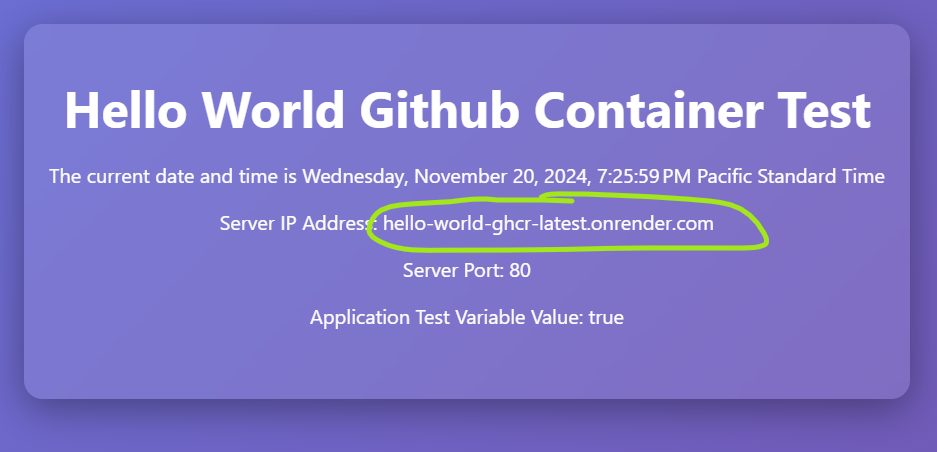 Hello World Github Container Test
The current date and time is Wednesday, November 20, 2024, 7:25:59 PM Pacific Standard Time
Server IP Address: hello-world-ghcr-latest.onrender.com
Server Port: 80
Application Test Variable Value: true